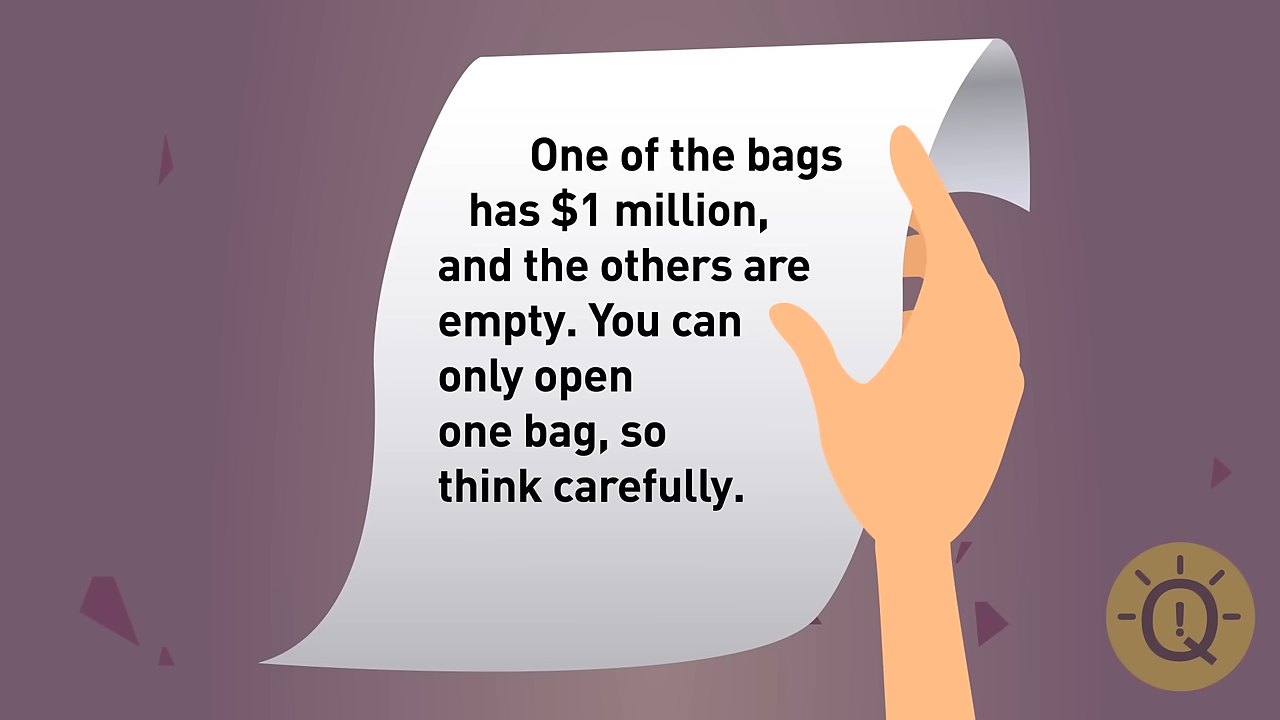 One of the bags
has $1 million,
and the others are
empty. You can
only open
one bag, so
think carefully.
Q!